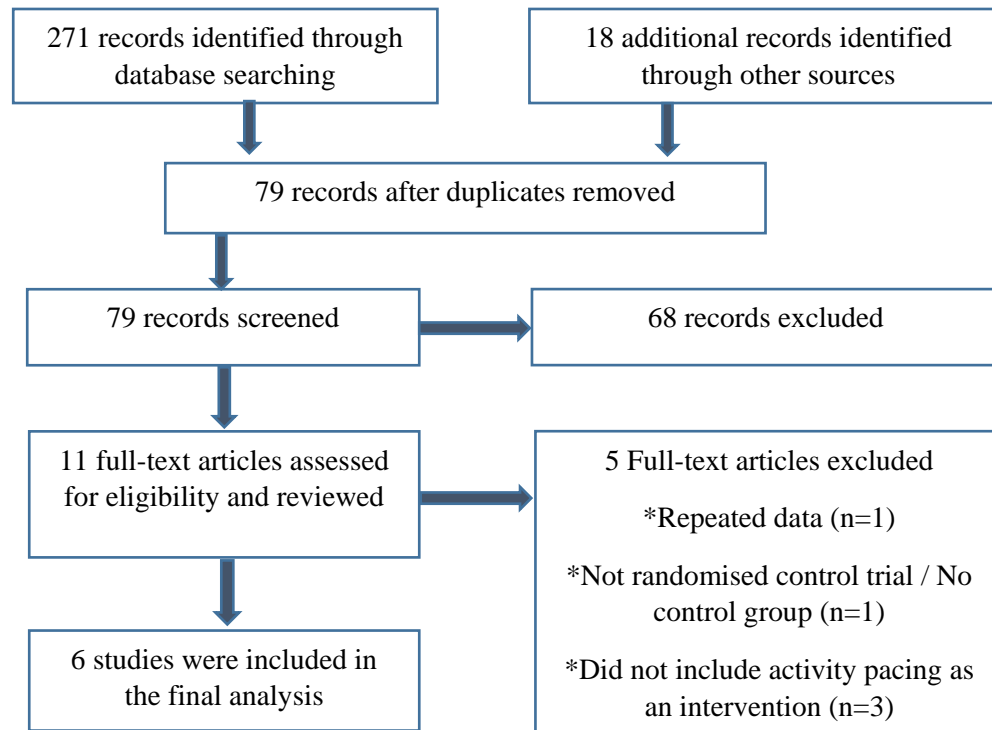 271 records identified through
database searching
18 additional records identified
through other sources
79 records after duplicates removed
79 records screened
68 records excluded
11 full-text articles assessed
for eligibility and reviewed
5 Full-text articles excluded
*Repeated data (n=1)
*Not randomised control trial / No
control group (n=1)
*Did not include activity pacing as
an intervention (n=3)
6 studies were included in
the final analysis